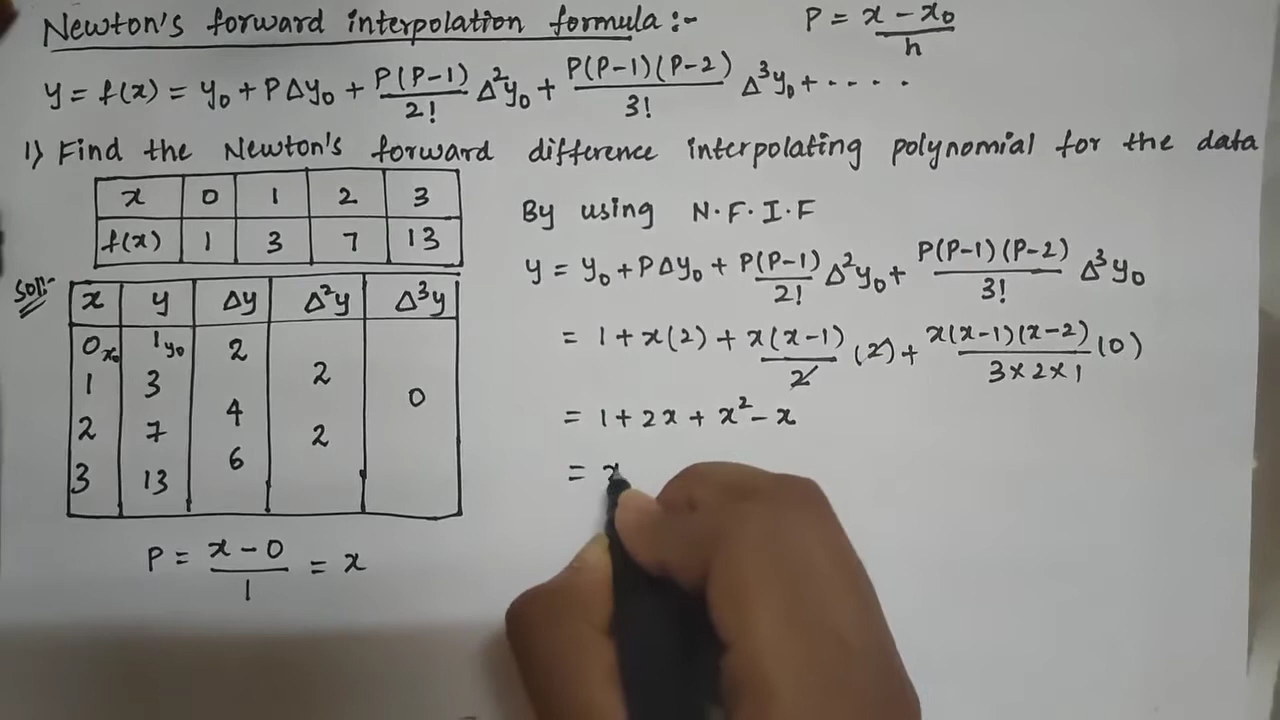 Newton's forward interpolation formula :-
P = x - x₀ / h
y = f(x) = y₀ + P Δy₀ + P(P-1)/2! Δ²y₀ + P(P-1)(P-2)/3! Δ³y₀ + ....
1) Find the Newton's forward difference interpolating polynomial for the data
x 0 1 2 3
f(x) 1 3 7 13
Soln:-
x y Δy Δ²y Δ³y
0 x₀ 1 y₀ 2
1 3 2 0
4
2 7 2
6
3 13
P = x - 0 / 1 = x
By using N.F.I.F
y = y₀ + P Δy₀ + P(P-1)/2! Δ²y₀ + P(P-1)(P-2)/3! Δ³y₀
= 1 + x(2) + x(x-1)/2 (2) + x(x-1)(x-2)/3×2×1 (0)
= 1 + 2x + x² - x
= x